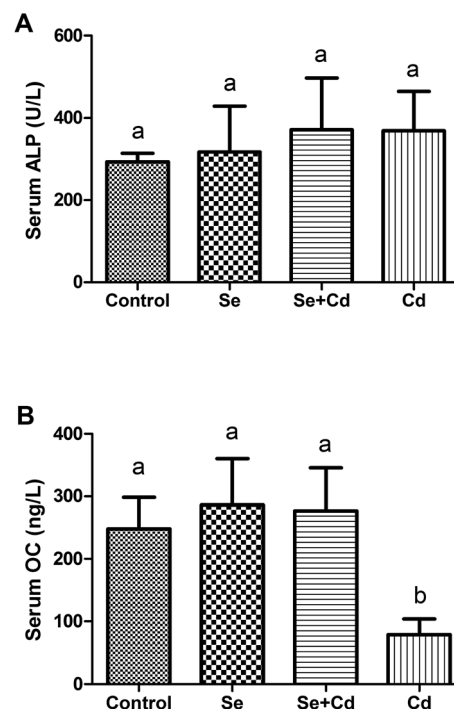 A
Serum ALP (U/L)
600
400
200
0
a
a
a
a
Control Se Se+Cd Cd
B
Serum OC (ng/L)
400
300
200
100
0
a
a
a
b
Control Se Se+Cd Cd